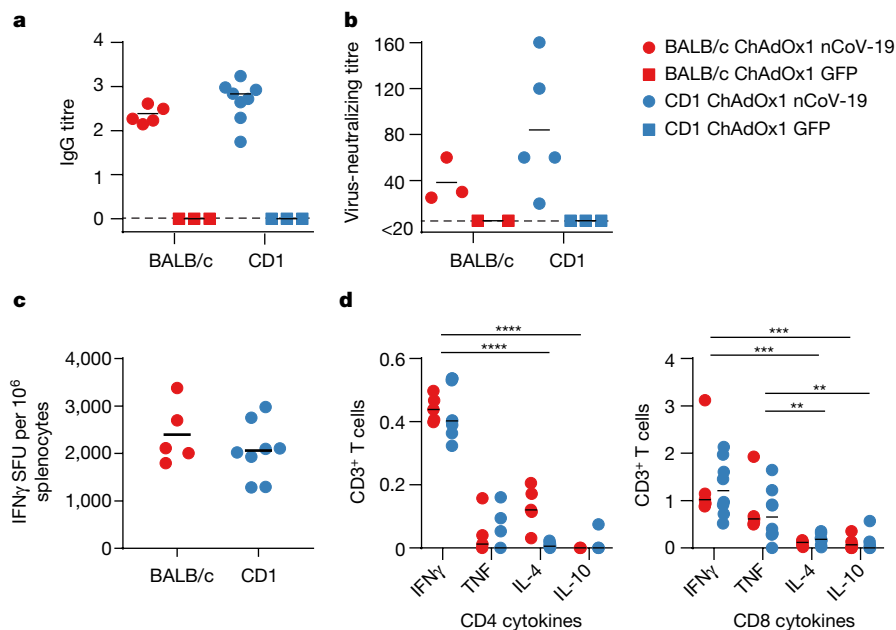 a
IgG titre
4
3
2
1
0
BALB/c
CD1
b
Virus-neutralizing titre
160
120
80
40
<20
BALB/c
CD1
BALB/c ChAdOx1 nCoV-19
BALB/c ChAdOx1 GFP
CD1 ChAdOx1 nCoV-19
CD1 ChAdOx1 GFP
c
IFNγ SFU per 10⁶
splenocytes
4,000
3,000
2,000
1,000
0
BALB/c
CD1
d
CD3⁺ T cells
0.6
0.4
0.2
0
****
****
IFNγ
TNF
IL-4
IL-10
CD4 cytokines
CD3⁺ T cells
4
3
2
1
0
***
***
**
**
IFNγ
TNF
IL-4
IL-10
CD8 cytokines